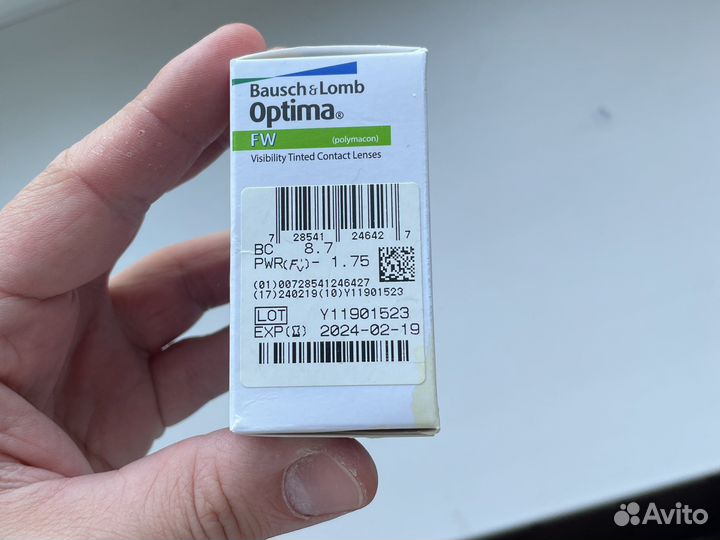 Bausch & Lomb
Optima®
FW (polymacon)
Visibility Tinted Contact Lenses
7 28541 24642 7
BC 8.7
PWR(F'v)- 1.75
(01)00728541246427
(17)240219(10)Y11901523
LOT Y11901523
EXP(⌛) 2024-02-19
Avito